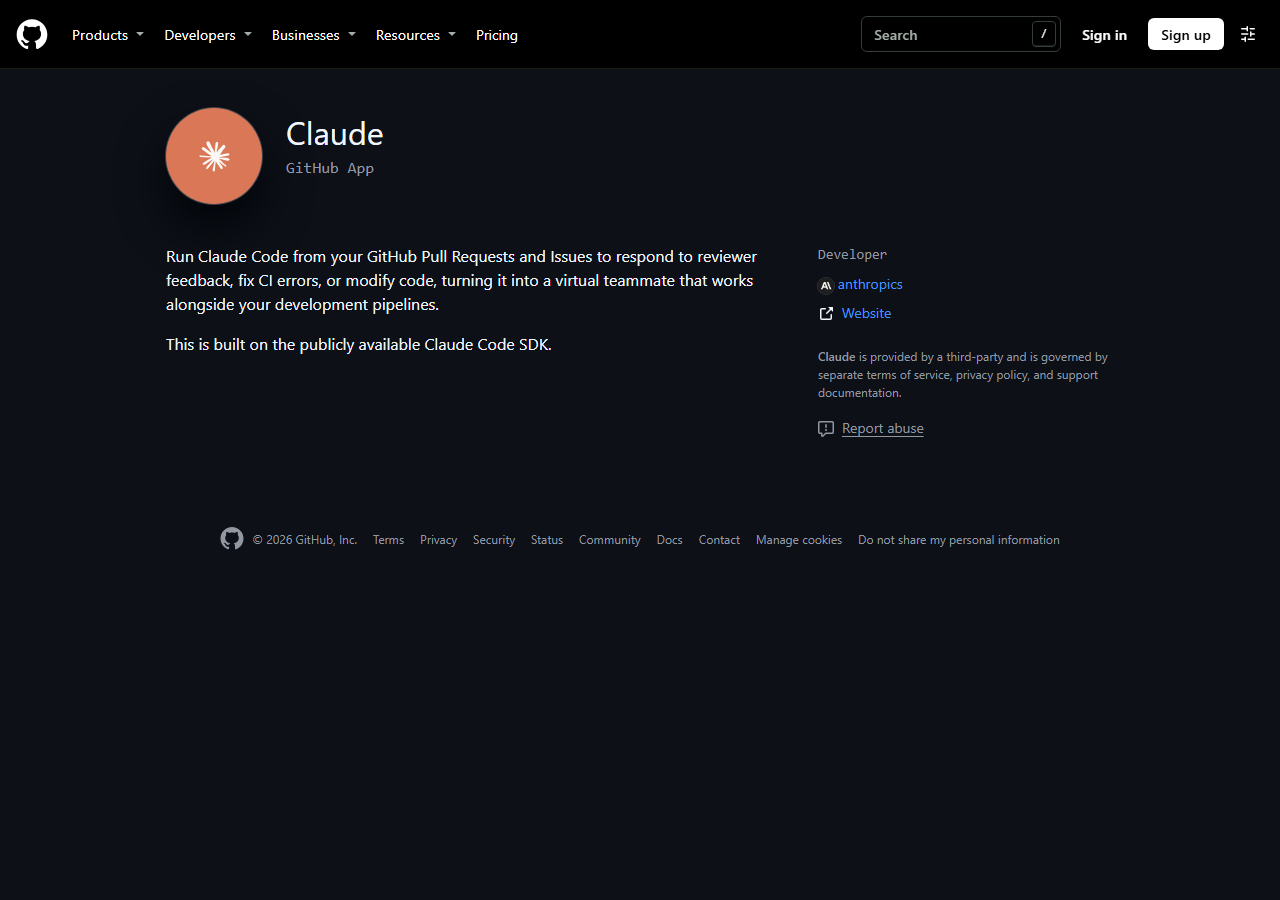 Products Developers Businesses Resources Pricing Search / Sign in Sign up
Claude
GitHub App
Run Claude Code from your GitHub Pull Requests and Issues to respond to reviewer
feedback, fix CI errors, or modify code, turning it into a virtual teammate that works
alongside your development pipelines.
This is built on the publicly available Claude Code SDK.
Developer
anthropics
Website
Claude is provided by a third-party and is governed by
separate terms of service, privacy policy, and support
documentation.
Report abuse
© 2026 GitHub, Inc. Terms Privacy Security Status Community Docs Contact Manage cookies Do not share my personal information